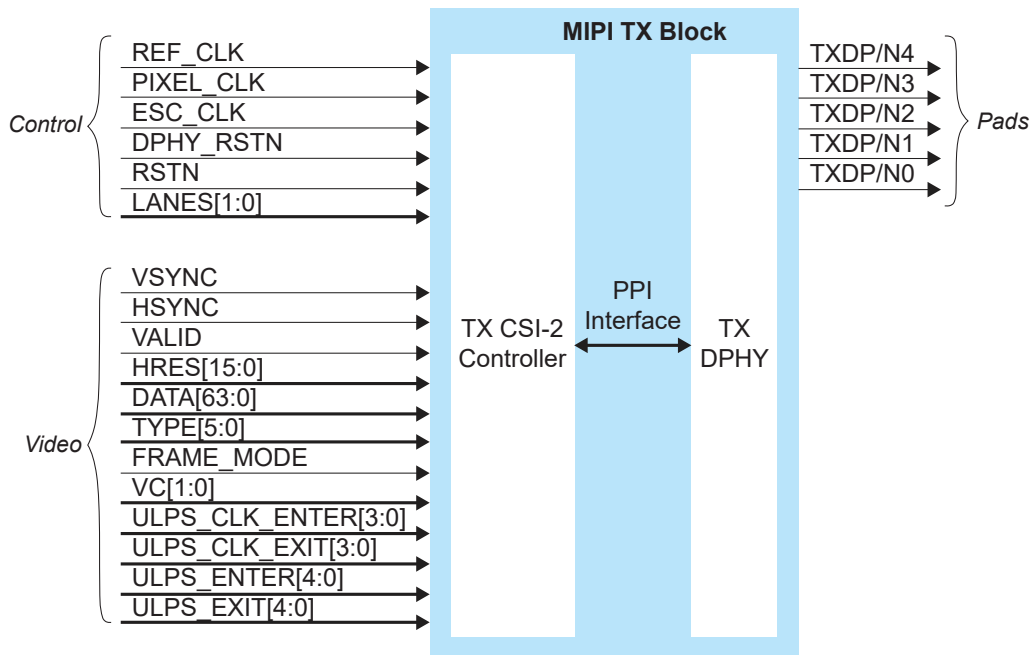 MIPI TX Block
Control
REF_CLK
PIXEL_CLK
ESC_CLK
DPHY_RSTN
RSTN
LANES[1:0]
Video
VSYNC
HSYNC
VALID
HRES[15:0]
DATA[63:0]
TYPE[5:0]
FRAME_MODE
VC[1:0]
ULPS_CLK_ENTER[3:0]
ULPS_CLK_EXIT[3:0]
ULPS_ENTER[4:0]
ULPS_EXIT[4:0]
TX CSI-2
Controller
PPI
Interface
TX
DPHY
TXDP/N4
TXDP/N3
TXDP/N2
TXDP/N1
TXDP/N0
Pads